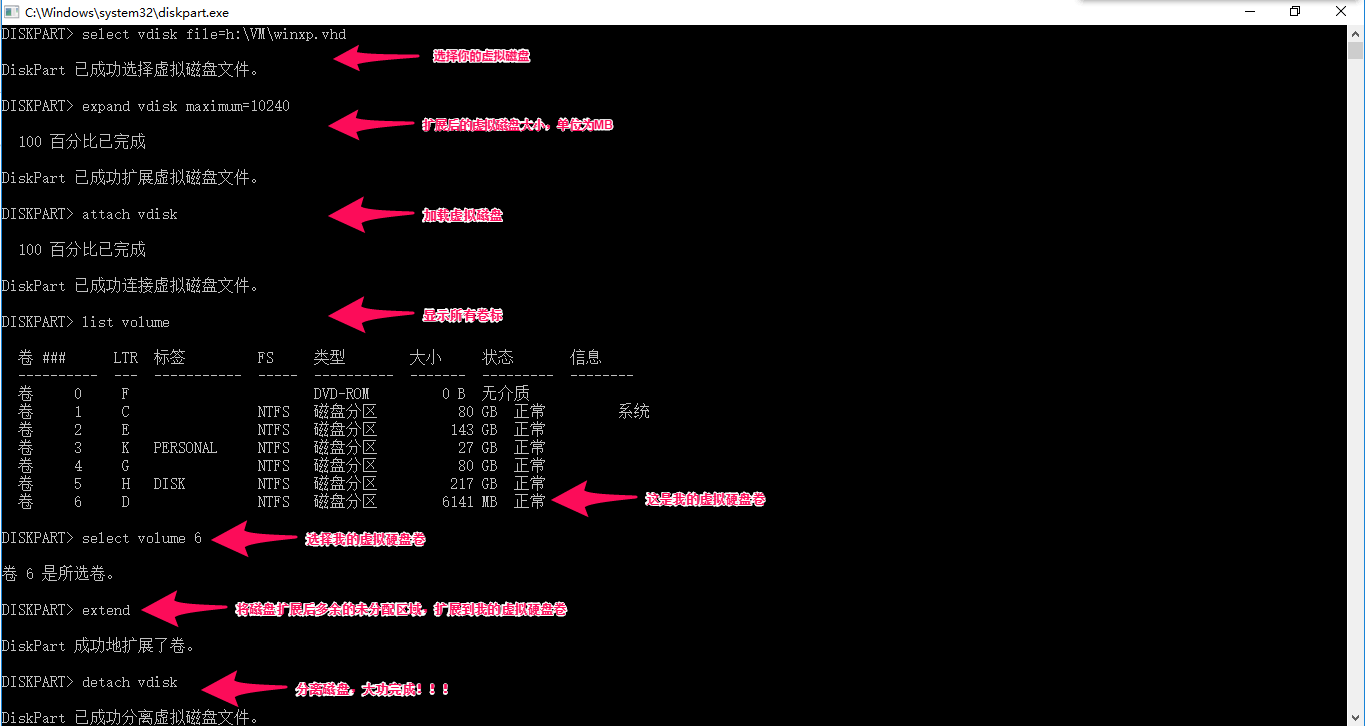 C:\Windows\system32\diskpart.exe
DISKPART> select vdisk file=h:\VM\winxp.vhd
选择你的虚拟磁盘
DiskPart 已成功选择虚拟磁盘文件。
DISKPART> expand vdisk maximum=10240
扩展后的虚拟磁盘大小，单位为MB
100 百分比已完成
DiskPart 已成功扩展虚拟磁盘文件。
DISKPART> attach vdisk 加载虚拟磁盘
100 百分比已完成
DiskPart 已成功连接虚拟磁盘文件。
DISKPART> list volume 显示所有卷标
卷 ### LTR 标签 FS 类型 大小 状态 信息
---------- --- ----------- ----- ---------- ------- --------- --------
卷 0 F DVD-ROM 0 B 无介质
卷 1 C NTFS 磁盘分区 80 GB 正常 系统
卷 2 E NTFS 磁盘分区 143 GB 正常
卷 3 K PERSONAL NTFS 磁盘分区 27 GB 正常
卷 4 G NTFS 磁盘分区 80 GB 正常
卷 5 H DISK NTFS 磁盘分区 217 GB 正常
卷 6 D NTFS 磁盘分区 6141 MB 正常 这是我的虚拟硬盘卷
DISKPART> select volume 6 选择我的虚拟硬盘卷
卷 6 是所选卷。
DISKPART> extend 将磁盘扩展后多余的未分配区域，扩展到我的虚拟硬盘卷
DiskPart 成功地扩展了卷。
DISKPART> detach vdisk 分离磁盘，大功完成！！！
DiskPart 已成功分离虚拟磁盘文件。